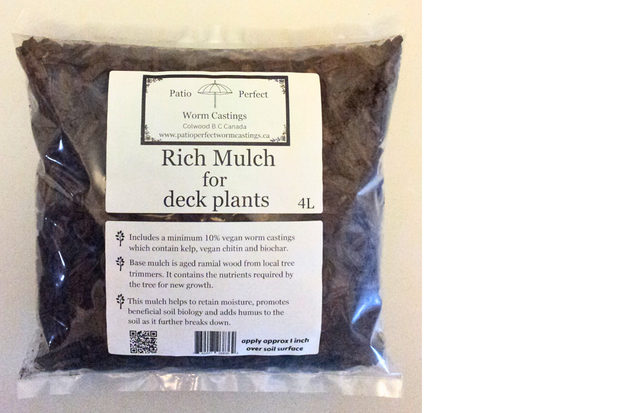 Patio Perfect
Worm Castings
Colwood B.C Canada
www.patioperfectwormcastings.ca
Rich Mulch
for
deck plants
4L
Includes a minimum 10% vegan worm castings
which contain kelp, vegan chitin and biochar.
Base mulch is aged ramial wood from local tree
trimmers. It contains the nutrients required by
the tree for new growth.
This mulch helps to retain moisture, promotes
beneficial soil biology and adds humus to the
soil as it further breaks down.
apply approx 1 inch
over soil surface